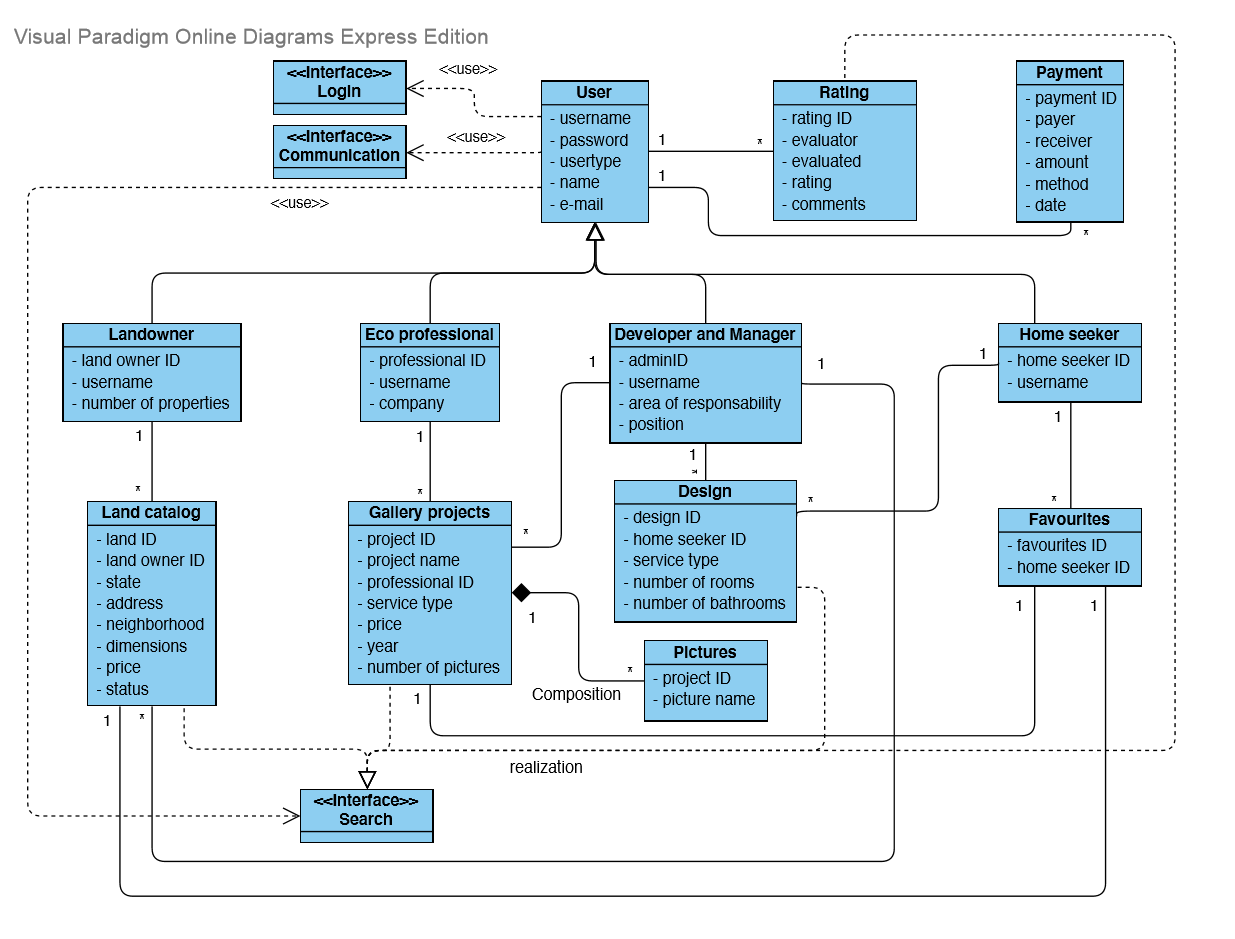 Visual Paradigm Online Diagrams Express Edition
<<Interface>>
Login
<<use>>
<<Interface>>
Communication
<<use>>
<<use>>
User
- username
- password
- usertype
- name
- e-mail
1
*
1
*
Rating
- rating ID
- evaluator
- evaluated
- rating
- comments
Payment
- payment ID
- payer
- receiver
- amount
- method
- date
Landowner
- land owner ID
- username
- number of properties
1
*
Eco professional
- professional ID
- username
- company
1
*
Developer and Manager
- adminID
- username
- area of responsability
- position
1
1
1
*
Home seeker
- home seeker ID
- username
1
1
*
Land catalog
- land ID
- land owner ID
- state
- address
- neighborhood
- dimensions
- price
- status
1
*
Gallery projects
- project ID
- project name
- professional ID
- service type
- price
- year
- number of pictures
*
1
1
Design
- design ID
- home seeker ID
- service type
- number of rooms
- number of bathrooms
*
Favourites
- favourites ID
- home seeker ID
1
1
Pictures
- project ID
- picture name
*
Composition
realization
<<Interface>>
Search